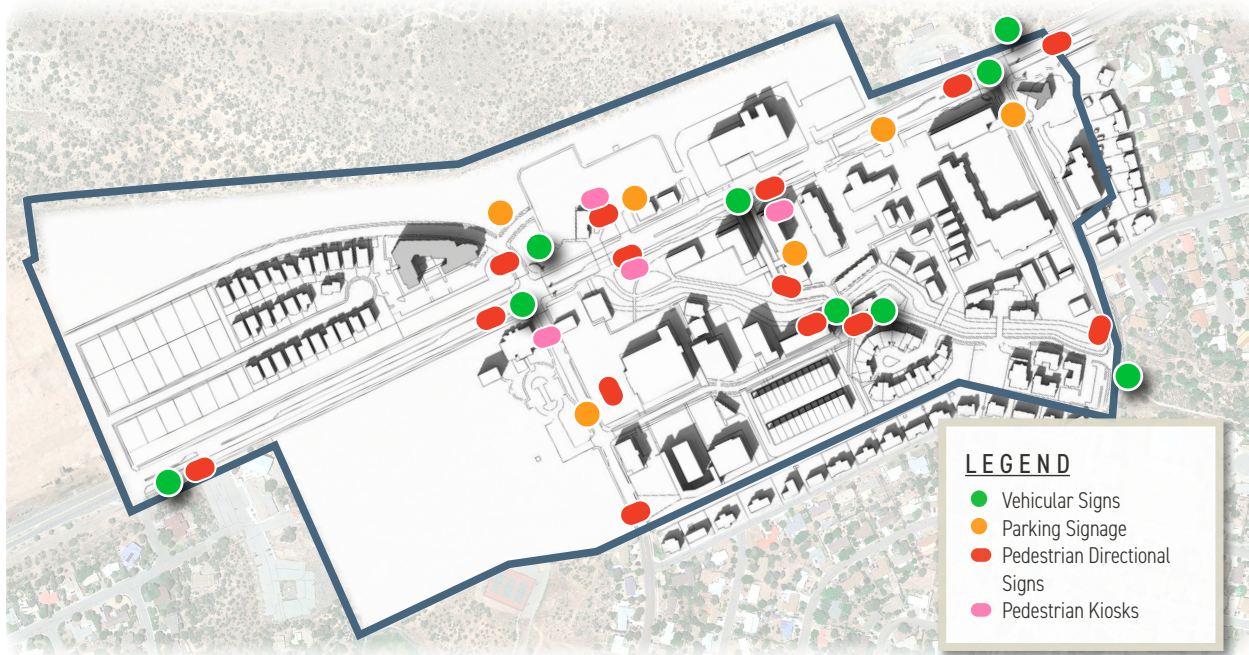 LEGEND
Vehicular Signs
Parking Signage
Pedestrian Directional
Signs
Pedestrian Kiosks